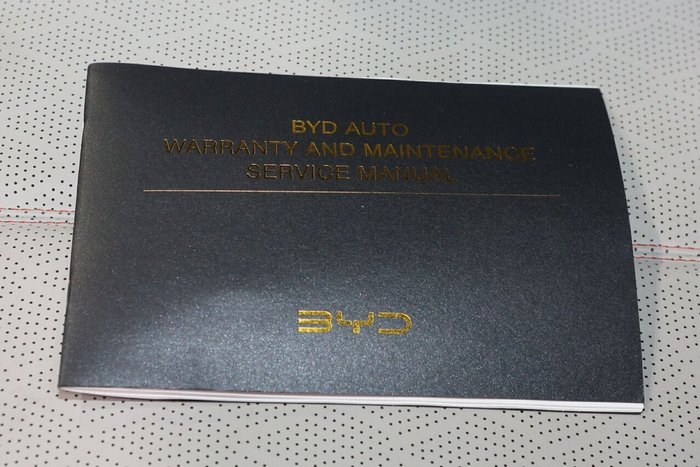 BYD AUTO
WARRANTY AND MAINTENANCE
SERVICE MANUAL
BYD